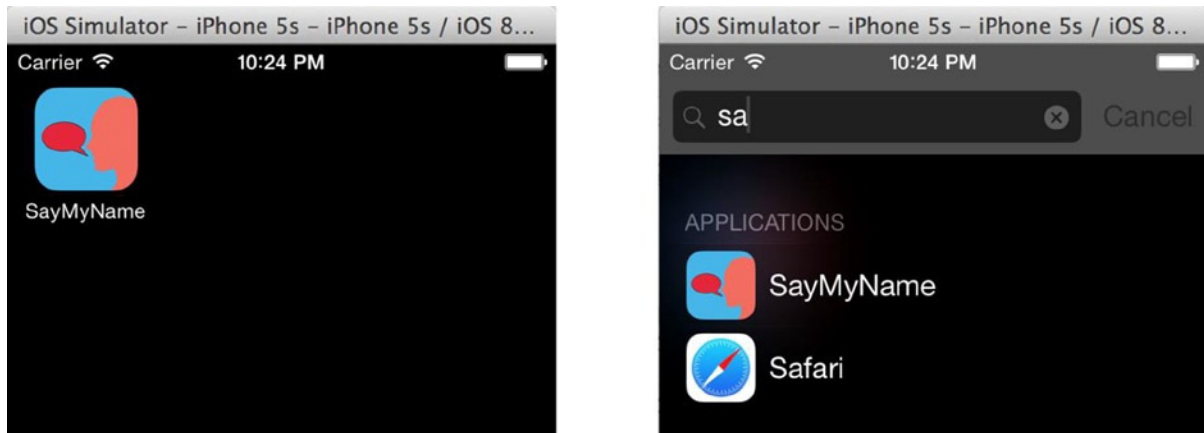 iOS Simulator – iPhone 5s – iPhone 5s / iOS 8...
Carrier 10:24 PM
SayMyName
iOS Simulator – iPhone 5s – iPhone 5s / iOS 8...
Carrier 10:24 PM
sa Cancel
APPLICATIONS
SayMyName
Safari